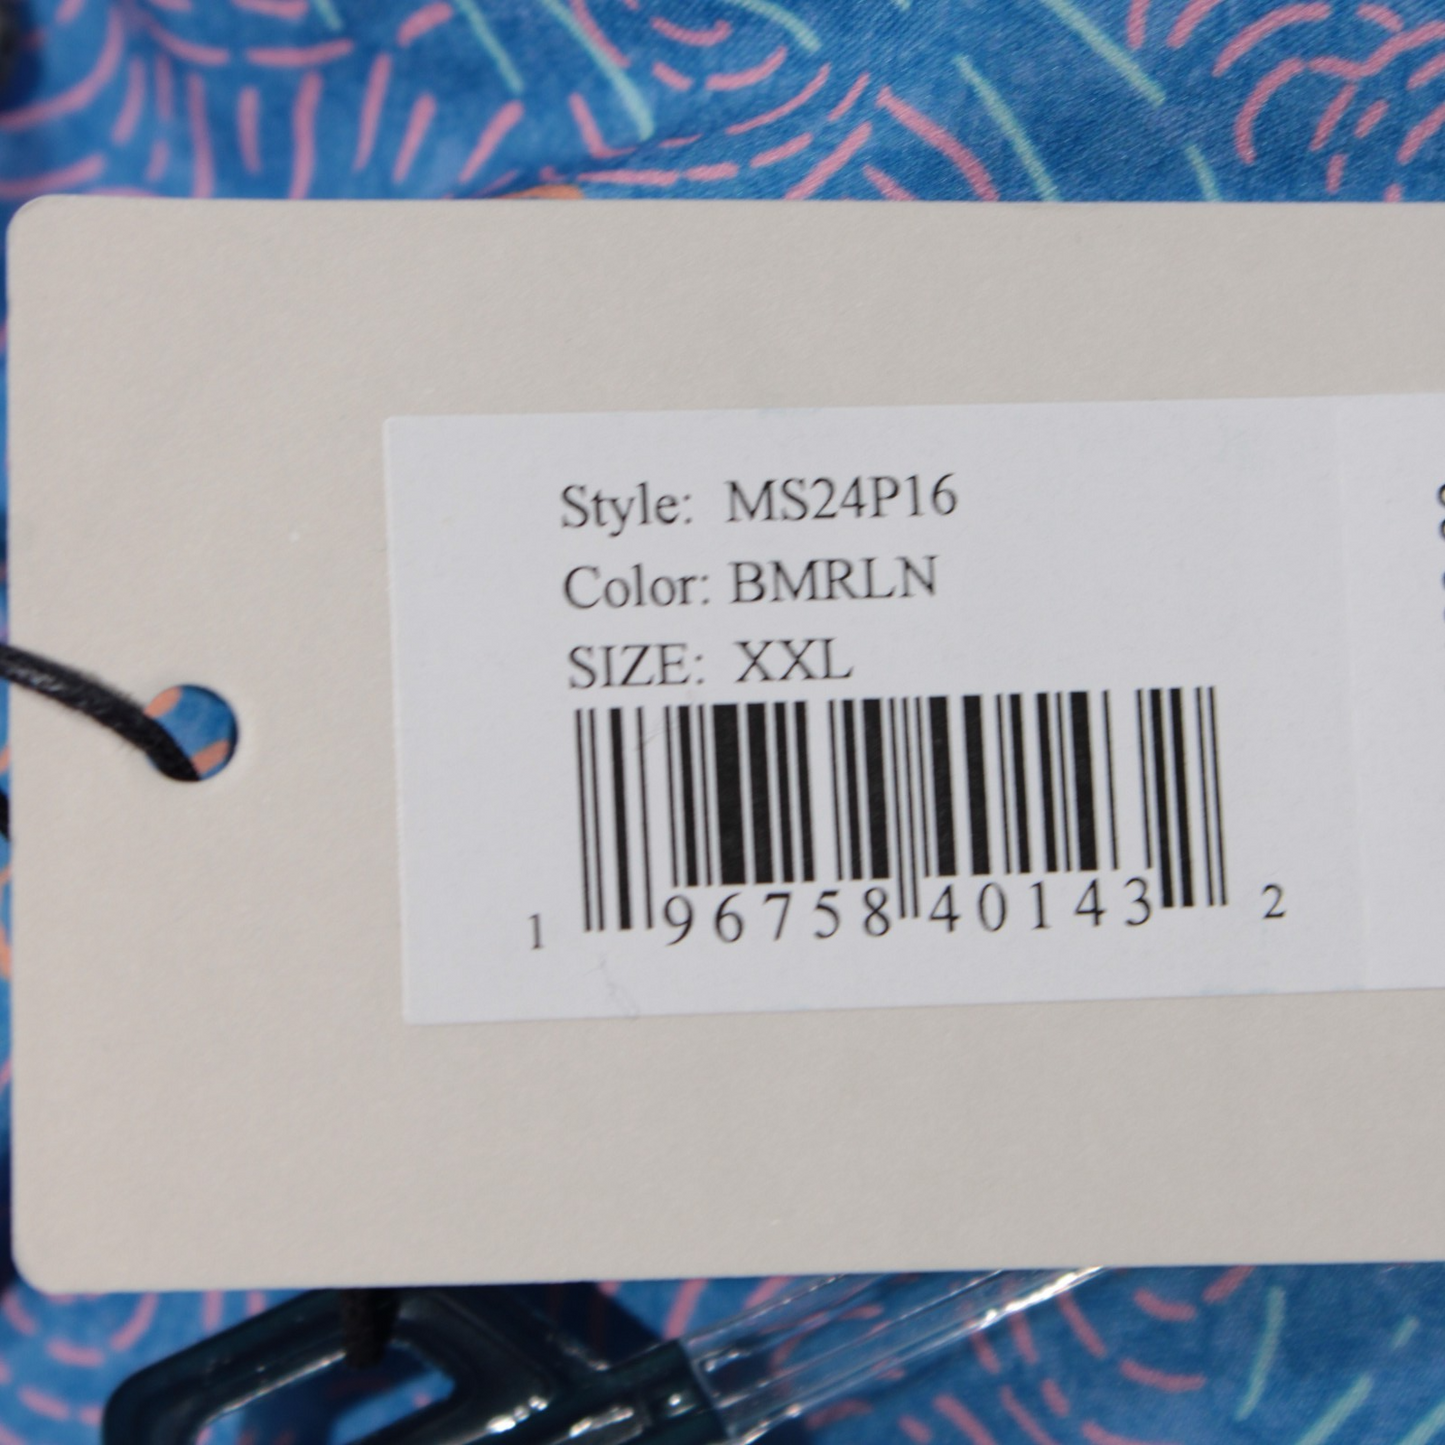 Style: MS24P16
Color: BMRLN
SIZE: XXL
1 96758 40143 2